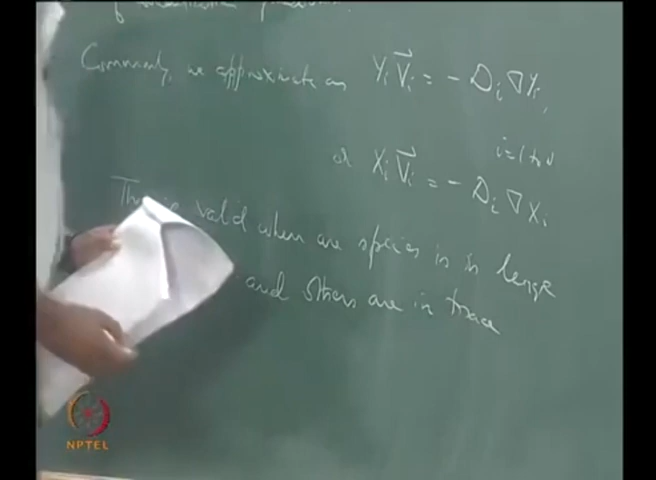 Commonly, we approximate as Y_i V⃗_i = - D_i ∇Y_i,
i = 1 to N
or X_i V⃗_i = - D_i ∇X_i
valid when one species is in large
and others are in trace
NPTEL